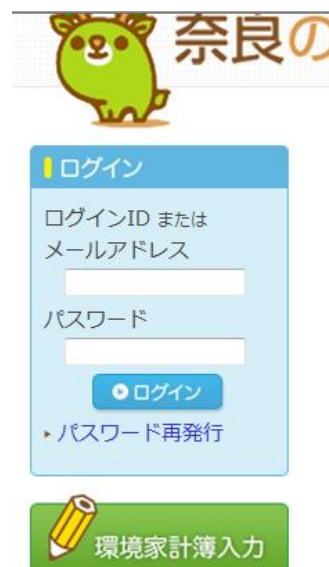 奈良の
ログイン
ログインID または
メールアドレス
パスワード
ログイン
パスワード再発行
環境家計簿入力